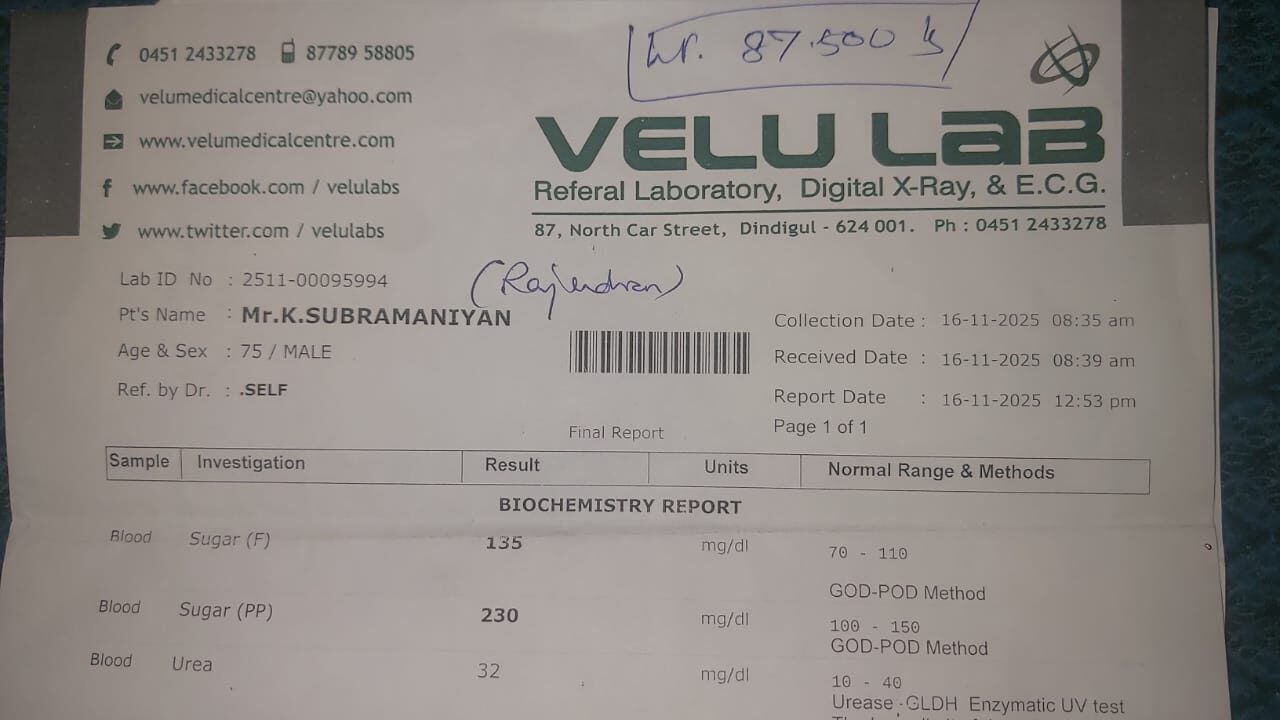 Wt. 87.500 k
0451 2433278 87789 58805
velumedicalcentre@yahoo.com
www.velumedicalcentre.com
f www.facebook.com / velulabs
www.twitter.com / velulabs
VELU LAB
Referal Laboratory, Digital X-Ray, & E.C.G.
87, North Car Street, Dindigul - 624 001. Ph : 0451 2433278
Lab ID No : 2511-00095994
(Rajendran)
Pt's Name : Mr.K.SUBRAMANIYAN
Age & Sex : 75 / MALE
Ref. by Dr. : .SELF
Collection Date : 16-11-2025 08:35 am
Received Date : 16-11-2025 08:39 am
Report Date : 16-11-2025 12:53 pm
Page 1 of 1
Final Report
Sample Investigation Result Units Normal Range & Methods
BIOCHEMISTRY REPORT
Blood Sugar (F) 135 mg/dl 70 - 110
GOD-POD Method
Blood Sugar (PP) 230 mg/dl 100 - 150
GOD-POD Method
Blood Urea 32 mg/dl 10 - 40
Urease -GLDH Enzymatic UV test